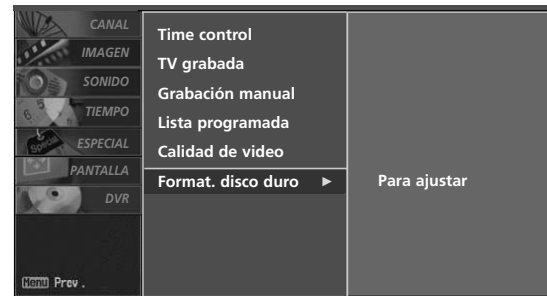 CANAL
IMAGEN
SONIDO
TIEMPO
ESPECIAL
PANTALLA
DVR
Menu Prev .
Time control
TV grabada
Grabación manual
Lista programada
Calidad de video
Format. disco duro ►
Para ajustar
Special